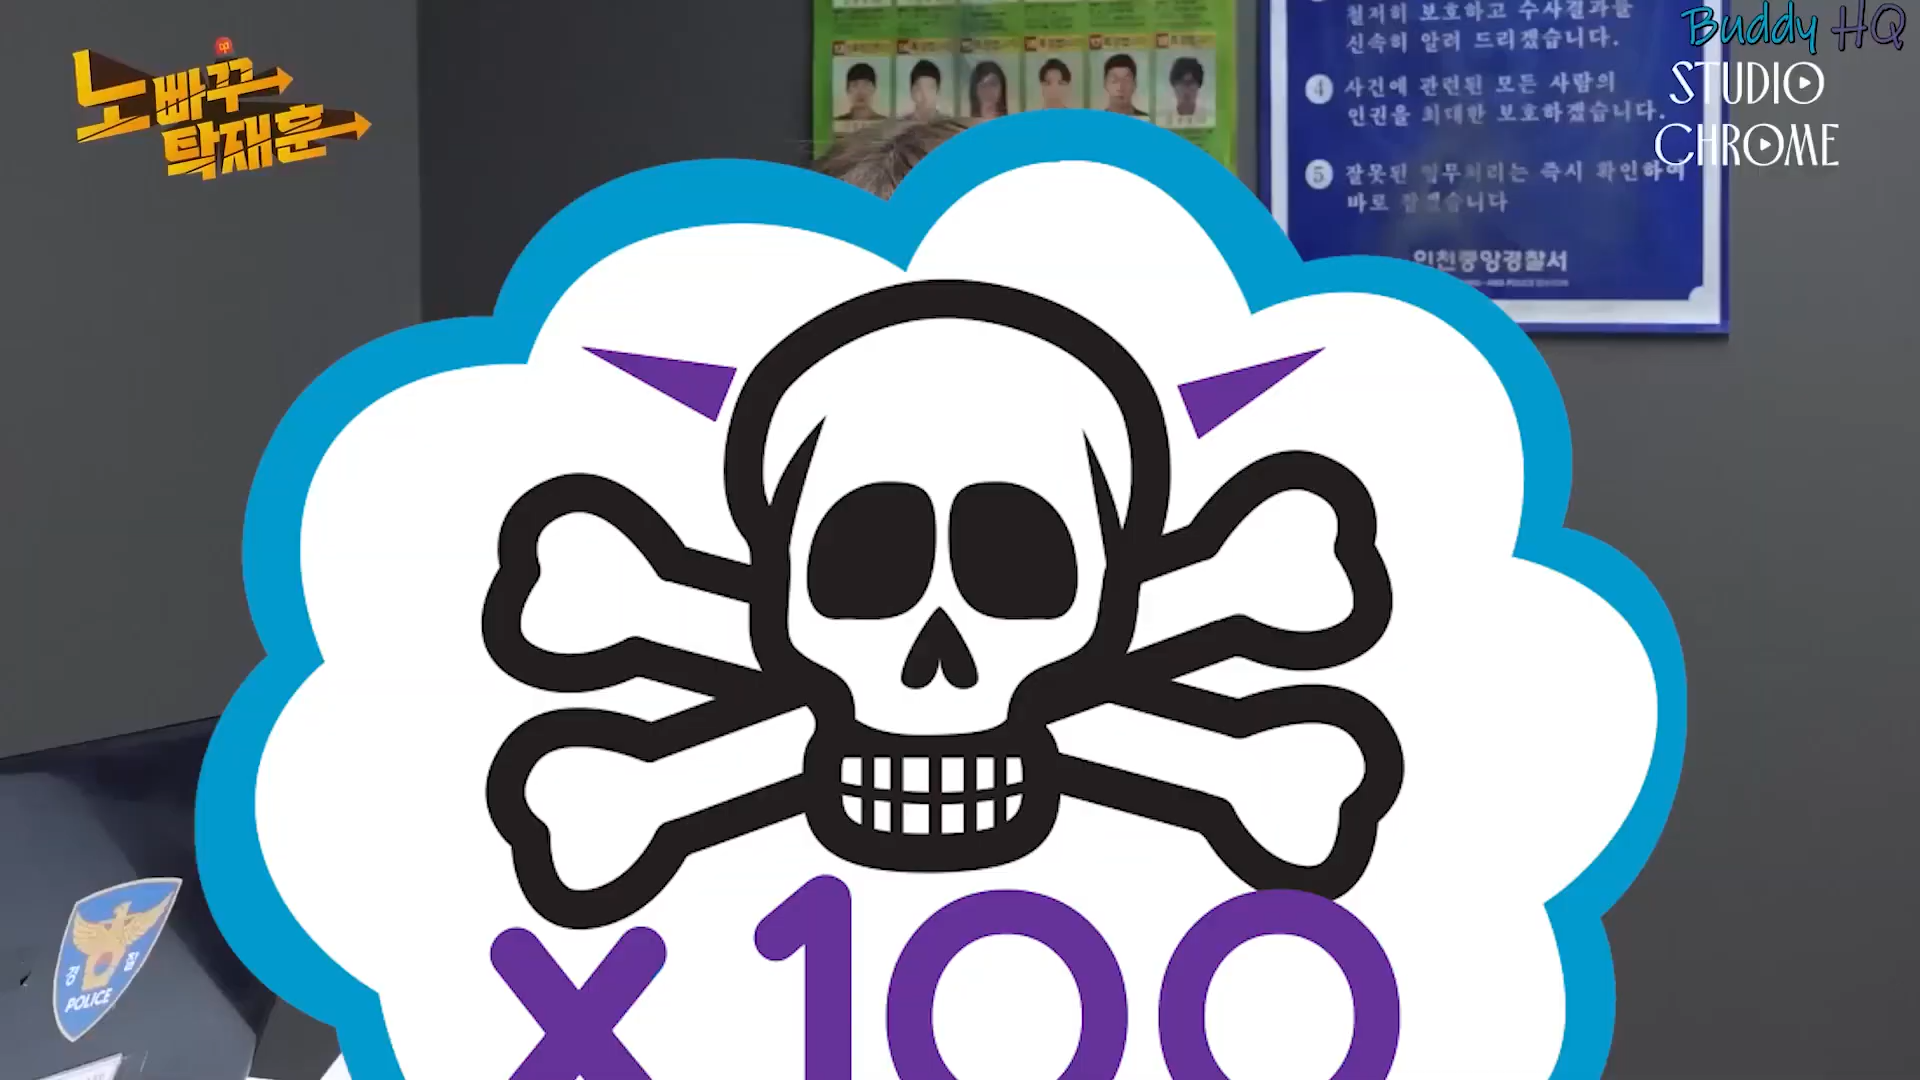 노빠꾸
탁재훈
Buddy HQ
STUDIO
CHROME
철저히 보호하고 수사결과를
신속히 알려 드리겠습니다.
4 사건에 관련된 모든 사람의
인권을 최대한 보호하겠습니다.
5 잘못된 업무처리는 즉시 확인하여
바로 잡겠습니다
인천중앙경찰서
경찰
POLICE
x 100